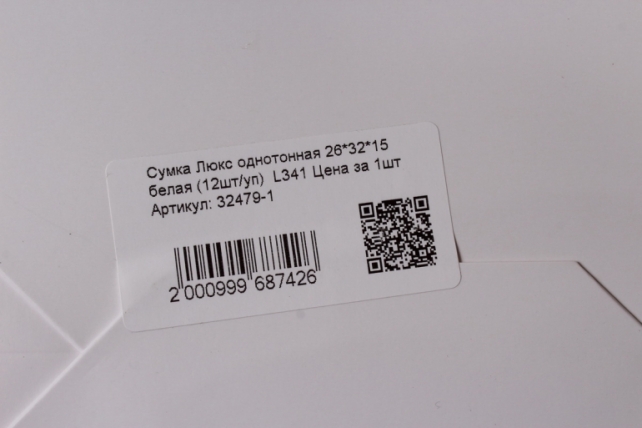 Сумка Люкс однотонная 26*32*15
белая (12шт/уп) L341 Цена за 1шт
Артикул: 32479-1
2 000999 687426